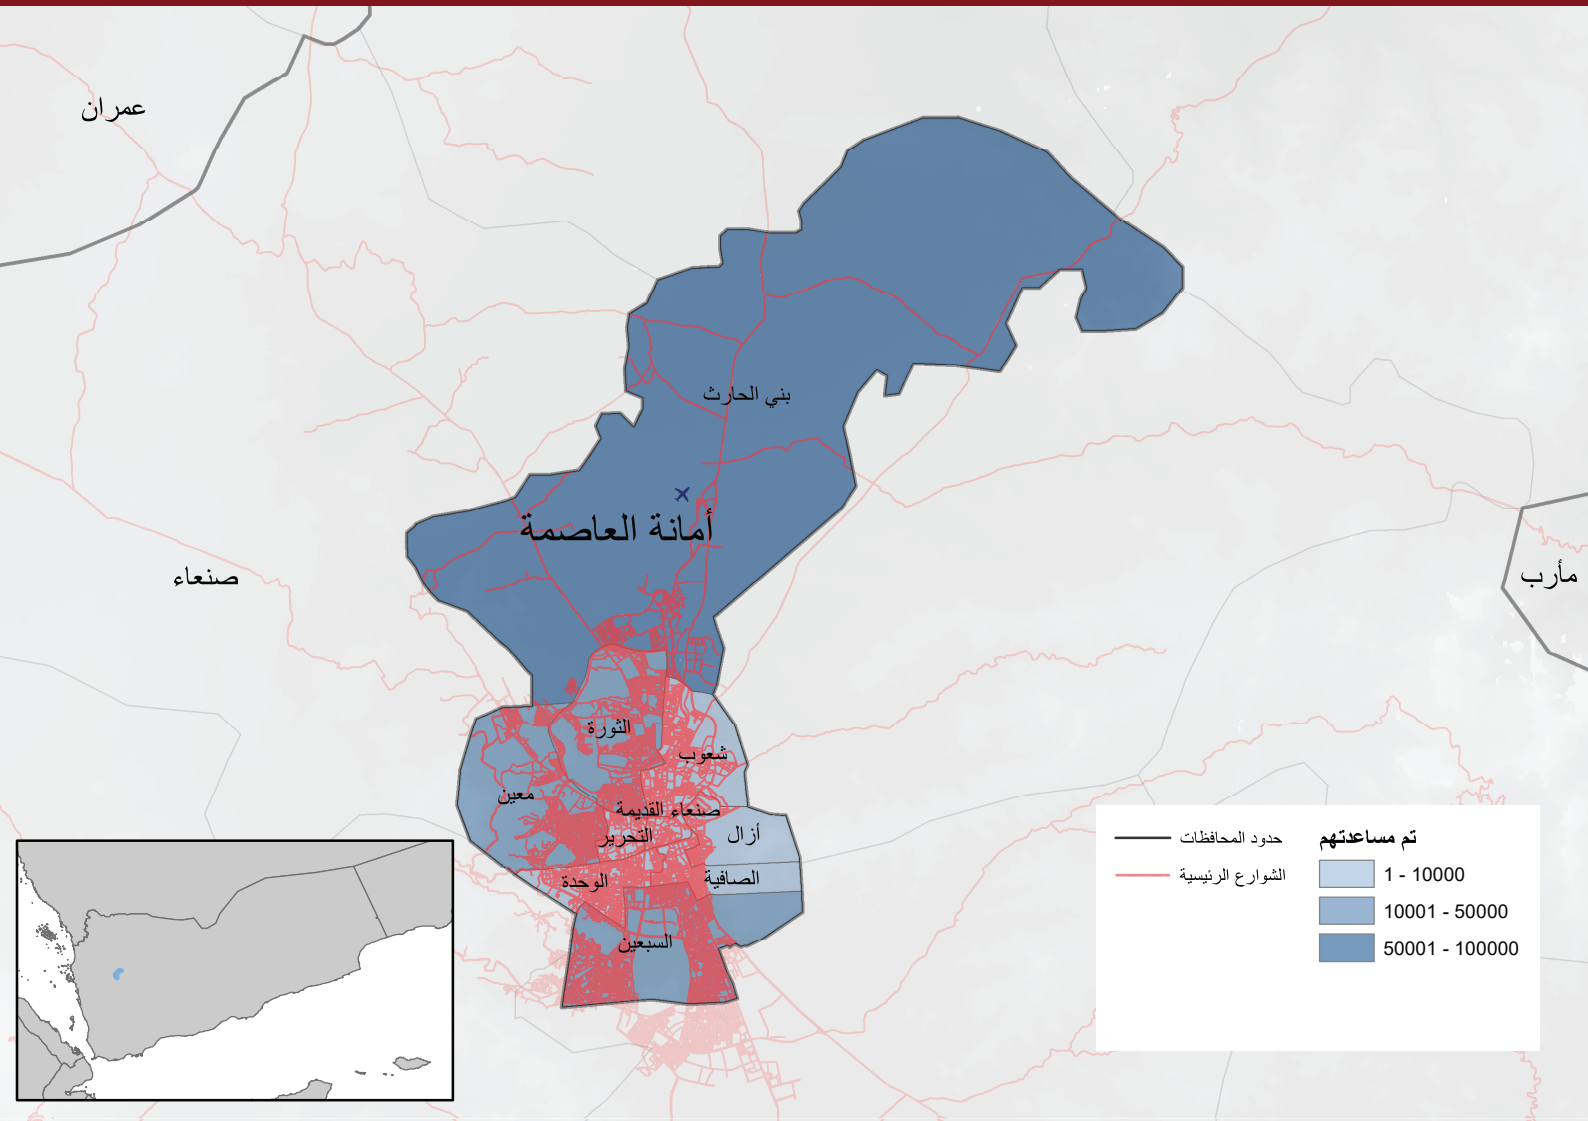 عمران
بني الحارث
أمانة العاصمة
صنعاء
مأرب
الثورة
شعوب
معين
صنعاء القديمة
التحرير
أزال
الوحدة
الصافية
السبعين
تم مساعدتهم
1 - 10000
10001 - 50000
50001 - 100000
حدود المحافظات
الشوارع الرئيسية